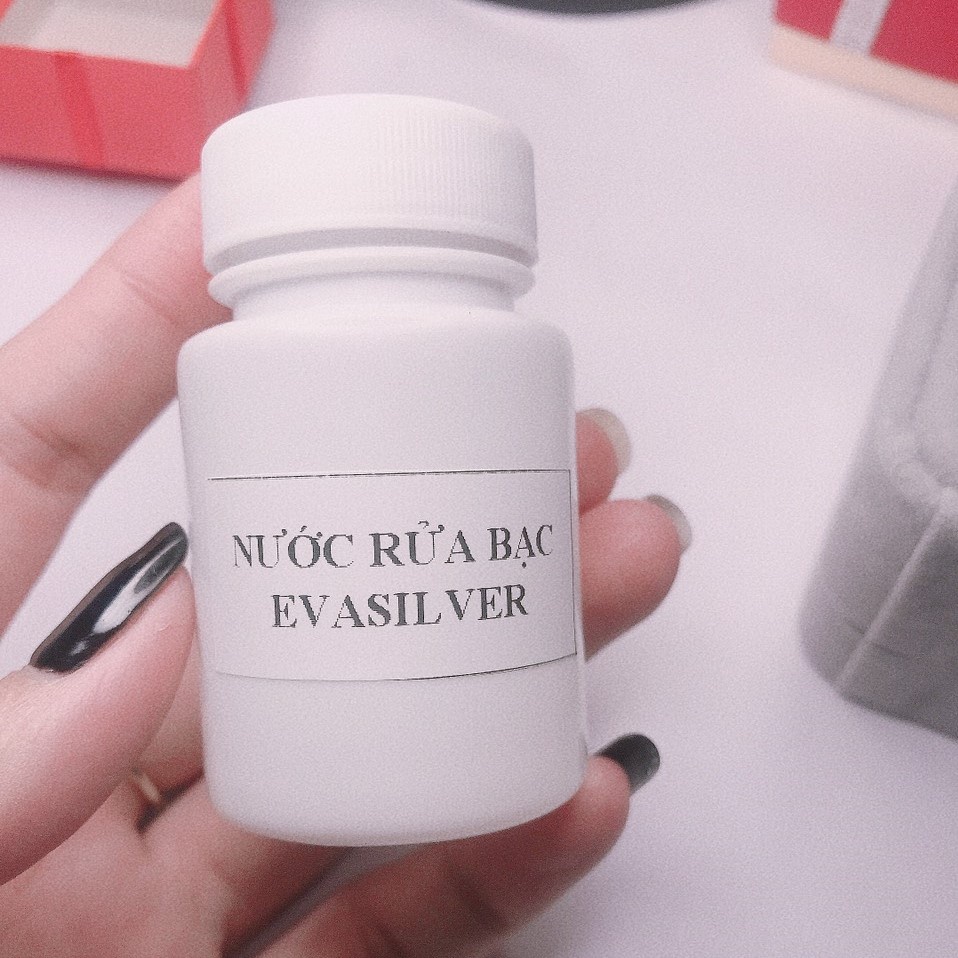 NƯỚC RỬA BẠC
EVASILVER